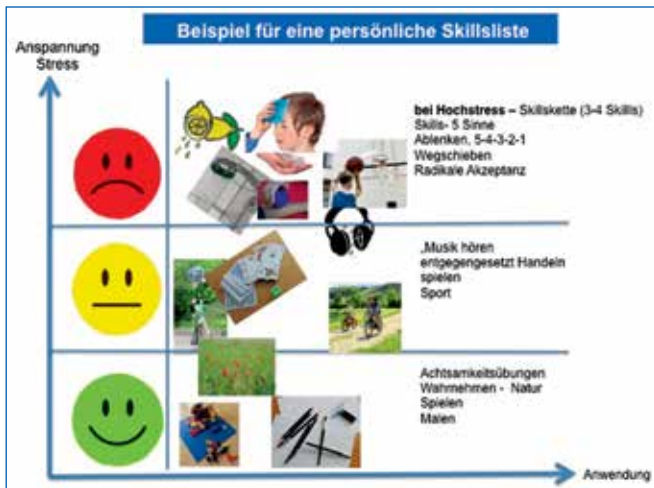 Beispiel für eine persönliche Skillsliste
Anspannung
Stress
bei Hochstress – Skillskette (3-4 Skills)
Skills- 5 Sinne
Ablenken, 5-4-3-2-1
Wegschieben
Radikale Akzeptanz
‚Musik hören
entgegengesetzt Handeln
spielen
Sport
Achtsamkeitsübungen
Wahrnehmen - Natur
Spielen
Malen
Anwendung